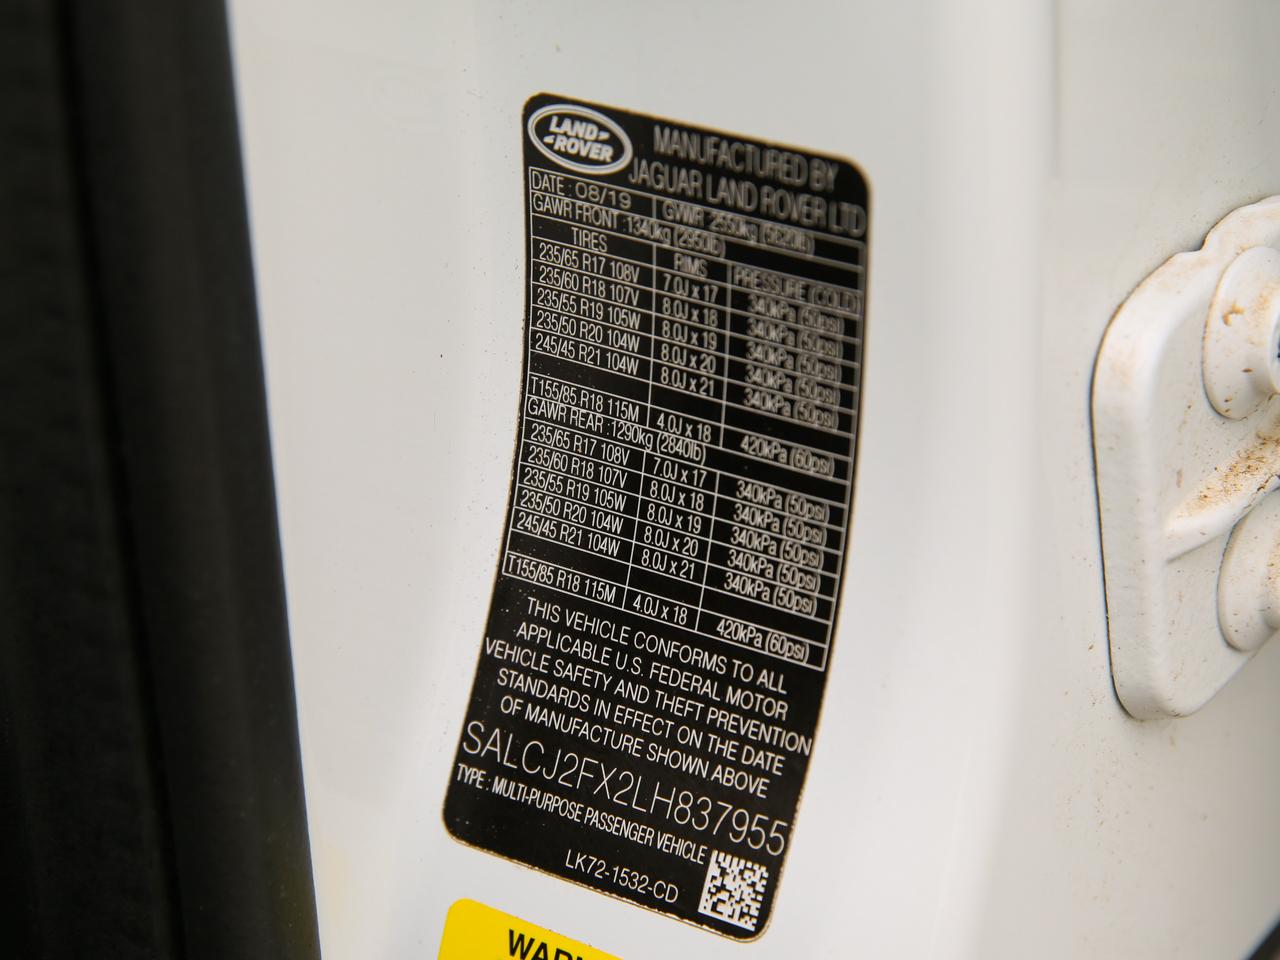 LAND-
-ROVER
MANUFACTURED BY
JAGUAR LAND ROVER LTD
DATE : 08/19 GVWR 2550kg (5620lb)
GAWR FRONT :1340kg (2950lb)
TIRES RIMS PRESSURE (COLD)
235/65 R17 108V 7.0J x 17 340kPa (50psi)
235/60 R18 107V 8.0J x 18 340kPa (50psi)
235/55 R19 105W 8.0J x 19 340kPa (50psi)
235/50 R20 104W 8.0J x 20 340kPa (50psi)
245/45 R21 104W 8.0J x 21 340kPa (50psi)
T155/85 R18 115M 4.0J x 18 420kPa (60psi)
GAWR REAR :1290kg (2840lb)
235/65 R17 108V 7.0J x 17 340kPa (50psi)
235/60 R18 107V 8.0J x 18 340kPa (50psi)
235/55 R19 105W 8.0J x 19 340kPa (50psi)
235/50 R20 104W 8.0J x 20 340kPa (50psi)
245/45 R21 104W 8.0J x 21 340kPa (50psi)
T155/85 R18 115M 4.0J x 18 420kPa (60psi)
THIS VEHICLE CONFORMS TO ALL
APPLICABLE U.S. FEDERAL MOTOR
VEHICLE SAFETY AND THEFT PREVENTION
STANDARDS IN EFFECT ON THE DATE
OF MANUFACTURE SHOWN ABOVE
SALCJ2FX2LH837955
TYPE : MULTI-PURPOSE PASSENGER VEHICLE
LK72-1532-CD